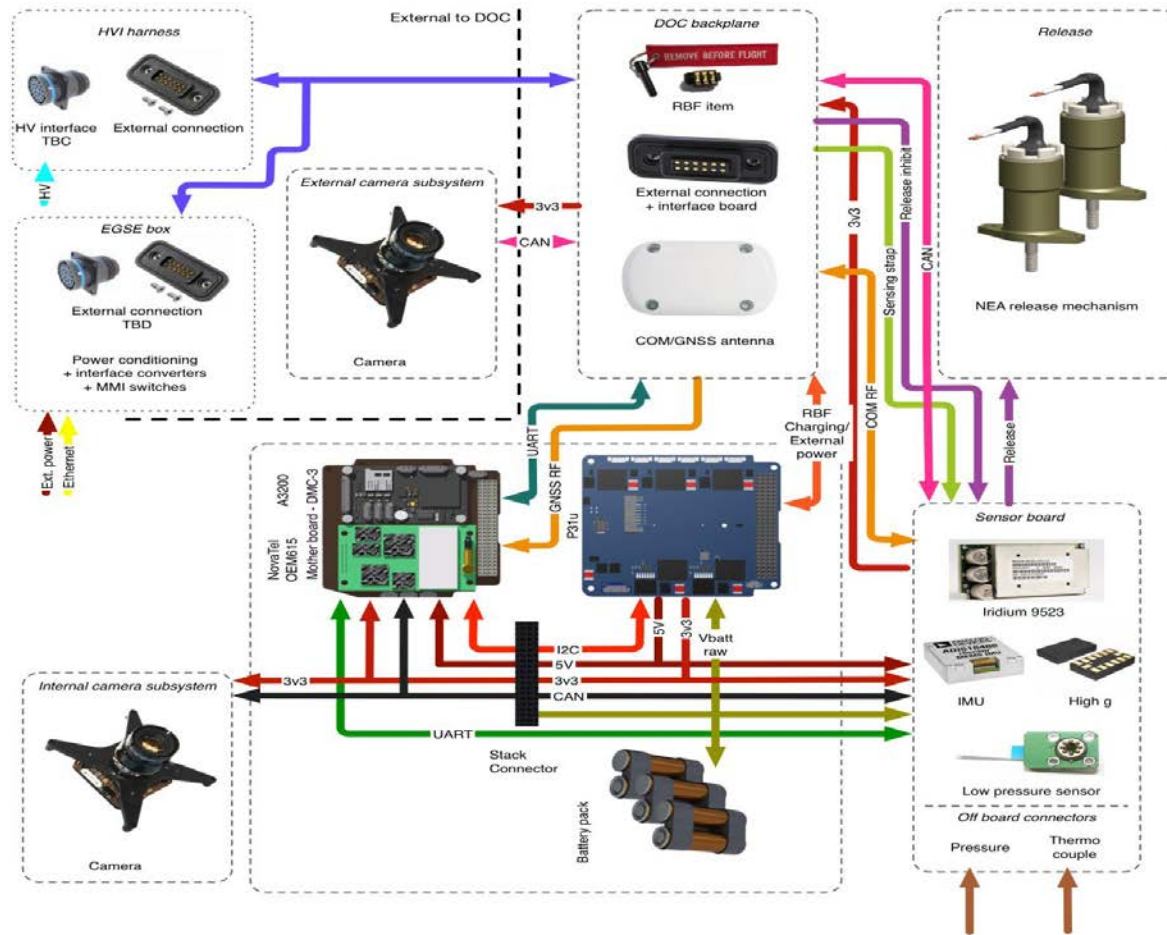 External to DOC
HVI harness
HV interface
TBC
External connection
HV
EGSE box
External connection
TBD
Power conditioning
+ interface converters
+ MMI switches
Ext. power
Ethernet
External camera subsystem
Camera
3v3
CAN
DOC backplane
REMOVE BEFORE FLIGHT
RBF item
External connection
+ interface board
COM/GNSS antenna
Release
NEA release mechanism
Release inhibit
Sensing strap
3v3
CAN
COM RF
Release
UART
GNSS RF
RBF
Charging/
External
power
A3200
Mother board - DMC-3
NovaTel
OEM615
P31u
I2C
5V
3v3
CAN
UART
5V
3v3
Vbatt
raw
3v3
Stack
Connector
Battery pack
Internal camera subsystem
Camera
Sensor board
Iridium 9523
IMU
High g
Low pressure sensor
Off board connectors
Pressure
Thermo
couple